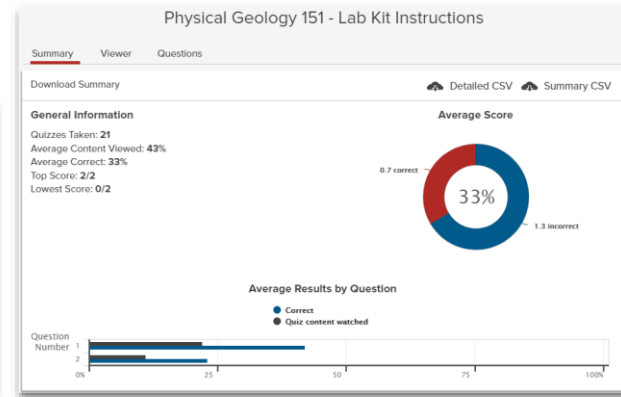 Physical Geology 151 - Lab Kit Instructions
Summary Viewer Questions
Download Summary Detailed CSV Summary CSV
General Information
Quizzes Taken: 21
Average Content Viewed: 43%
Average Correct: 33%
Top Score: 2/2
Lowest Score: 0/2
Average Score
0.7 correct
33%
1.3 incorrect
Average Results by Question
Correct
Quiz content watched
Question
Number 1
2
0% 25 50 75 100%